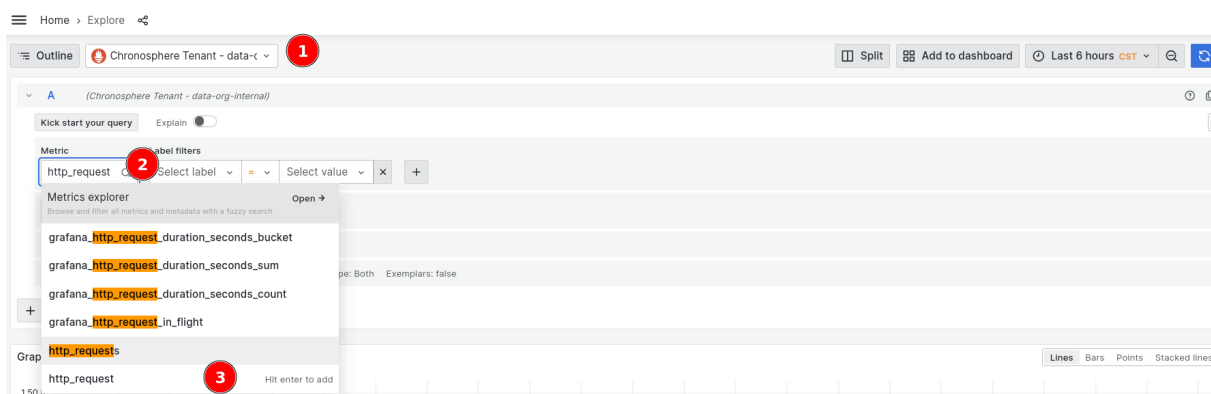 Home › Explore
Outline Chronosphere Tenant - data-c 1 Split Add to dashboard Last 6 hours CST
A (Chronosphere Tenant - data-org-internal)
Kick start your query Explain
Metric Label filters
http_request 2 Select label = Select value × +
Metrics explorer Open →
Browse and filter all metrics and metadata with a fuzzy search
grafana_http_request_duration_seconds_bucket
grafana_http_request_duration_seconds_sum
pe: Both Exemplars: false
grafana_http_request_duration_seconds_count
+
grafana_http_request_in_flight
http_requests
Grap Lines Bars Points Stacked lines
http_request 3 Hit enter to add
1.50